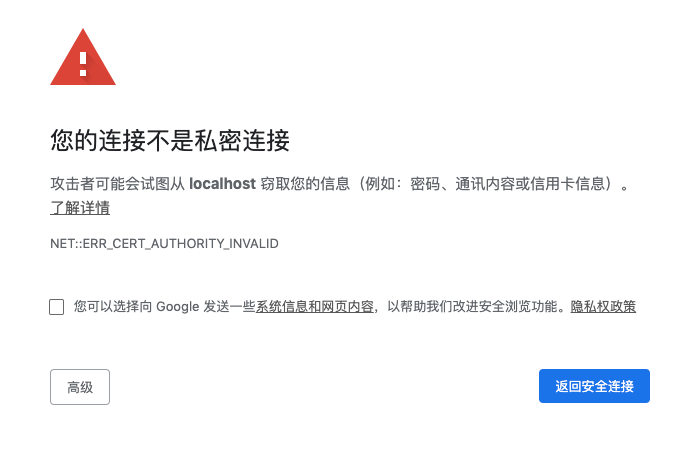 您的连接不是私密连接
攻击者可能会试图从 localhost 窃取您的信息（例如：密码、通讯内容或信用卡信息）。
了解详情
NET::ERR_CERT_AUTHORITY_INVALID
您可以选择向 Google 发送一些系统信息和网页内容，以帮助我们改进安全浏览功能。隐私权政策
高级
返回安全连接